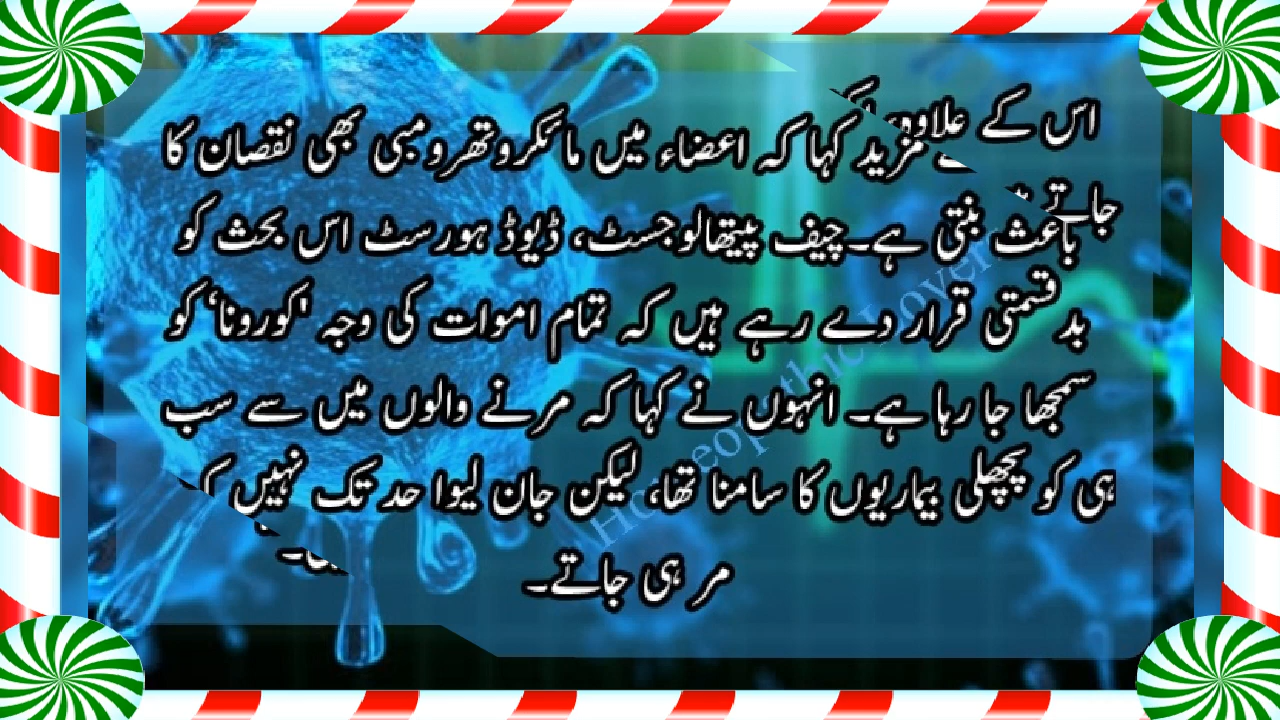 اس کے علاوہ
مزید کہا کہ اعضاء میں مائکروتھرومبی بھی نقصان کا
جاتے
باعث بنتی ہے۔ چیف پیتھالوجسٹ، ڈیوڈ ہورسٹ اس بحث کو
بدقسمتی قرار دے رہے ہیں کہ تمام اموات کی وجہ 'کورونا' کو
سمجھا جا رہا ہے۔ انہوں نے کہا کہ مرنے والوں میں سے سب
ہی کو پچھلی بیماریوں کا سامنا تھا، لیکن جان لیوا حد تک نہیں
مر ہی جاتے۔
Homeopathic Lover